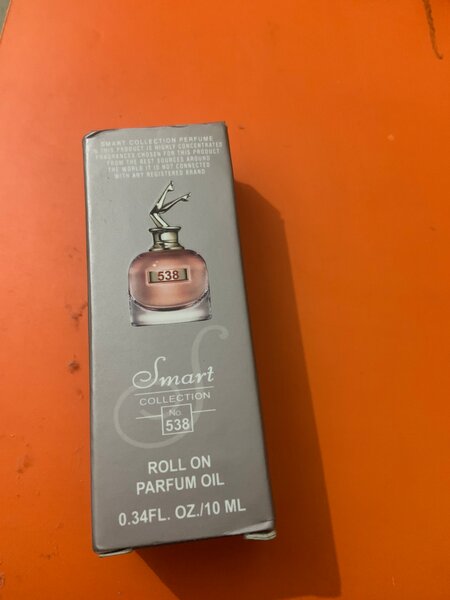 SMART COLLECTION PERFUME
THIS PRODUCT IS HIGHLY CONCENTRATED
FRAGRANCES CHOSEN FOR THIS PRODUCT
FROM THE BEST SOURCES AROUND
THE WORLD IT IS NOT CONNECTED
WITH ANY REGISTERED BRAND
538
Smart
COLLECTION
No.
538
ROLL ON
PARFUM OIL
0.34FL. OZ./10 ML